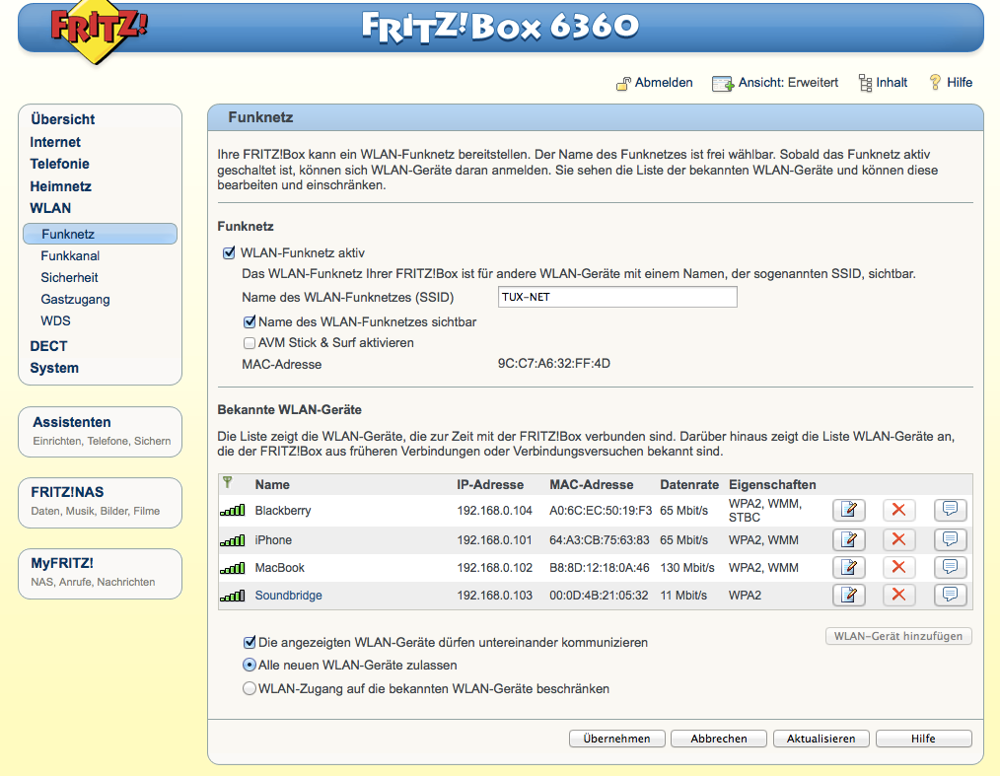 FRITZ!
FRITZ!Box 6360
Abmelden Ansicht: Erweitert Inhalt Hilfe
Übersicht
Internet
Telefonie
Heimnetz
WLAN
Funknetz
Funkkanal
Sicherheit
Gastzugang
WDS
DECT
System
Assistenten
Einrichten, Telefone, Sichern
FRITZ!NAS
Daten, Musik, Bilder, Filme
MyFRITZ!
NAS, Anrufe, Nachrichten
Funknetz
Ihre FRITZ!Box kann ein WLAN-Funknetz bereitstellen. Der Name des Funknetzes ist frei wählbar. Sobald das Funknetz aktiv
geschaltet ist, können sich WLAN-Geräte daran anmelden. Sie sehen die Liste der bekannten WLAN-Geräte und können diese
bearbeiten und einschränken.
Funknetz
WLAN-Funknetz aktiv
Das WLAN-Funknetz Ihrer FRITZ!Box ist für andere WLAN-Geräte mit einem Namen, der sogenannten SSID, sichtbar.
Name des WLAN-Funknetzes (SSID) TUX-NET
Name des WLAN-Funknetzes sichtbar
AVM Stick & Surf aktivieren
MAC-Adresse 9C:C7:A6:32:FF:4D
Bekannte WLAN-Geräte
Die Liste zeigt die WLAN-Geräte, die zur Zeit mit der FRITZ!Box verbunden sind. Darüber hinaus zeigt die Liste WLAN-Geräte an,
die der FRITZ!Box aus früheren Verbindungen oder Verbindungsversuchen bekannt sind.
Name IP-Adresse MAC-Adresse Datenrate Eigenschaften
Blackberry 192.168.0.104 A0:6C:EC:50:19:F3 65 Mbit/s WPA2, WMM,
STBC
iPhone 192.168.0.101 64:A3:CB:75:63:83 65 Mbit/s WPA2, WMM
MacBook 192.168.0.102 B8:8D:12:18:0A:46 130 Mbit/s WPA2, WMM
Soundbridge 192.168.0.103 00:0D:4B:21:05:32 11 Mbit/s WPA2
Die angezeigten WLAN-Geräte dürfen untereinander kommunizieren
WLAN-Gerät hinzufügen
Alle neuen WLAN-Geräte zulassen
WLAN-Zugang auf die bekannten WLAN-Geräte beschränken
Übernehmen Abbrechen Aktualisieren Hilfe